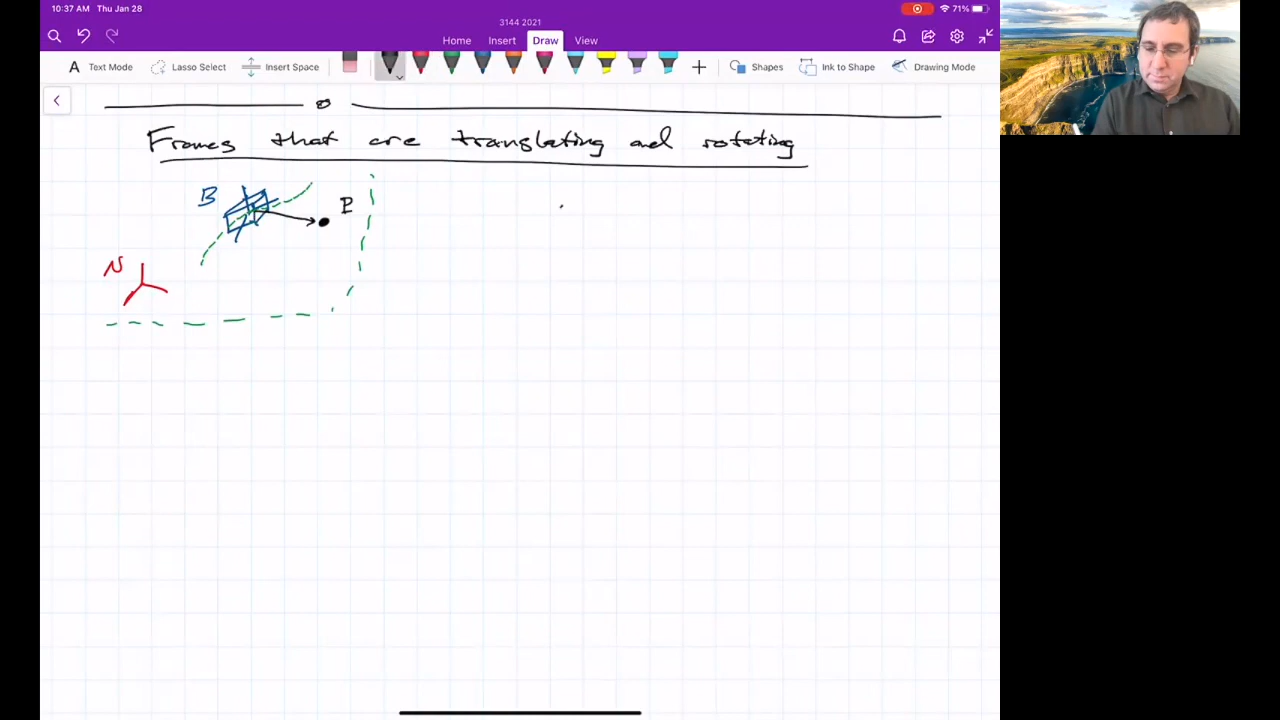 10:37 AM Thu Jan 28
71%
3144 2021
Home Insert Draw View
Text Mode Lasso Select Insert Space Shapes Ink to Shape Drawing Mode
Frames that are translating and rotating
B
P
N